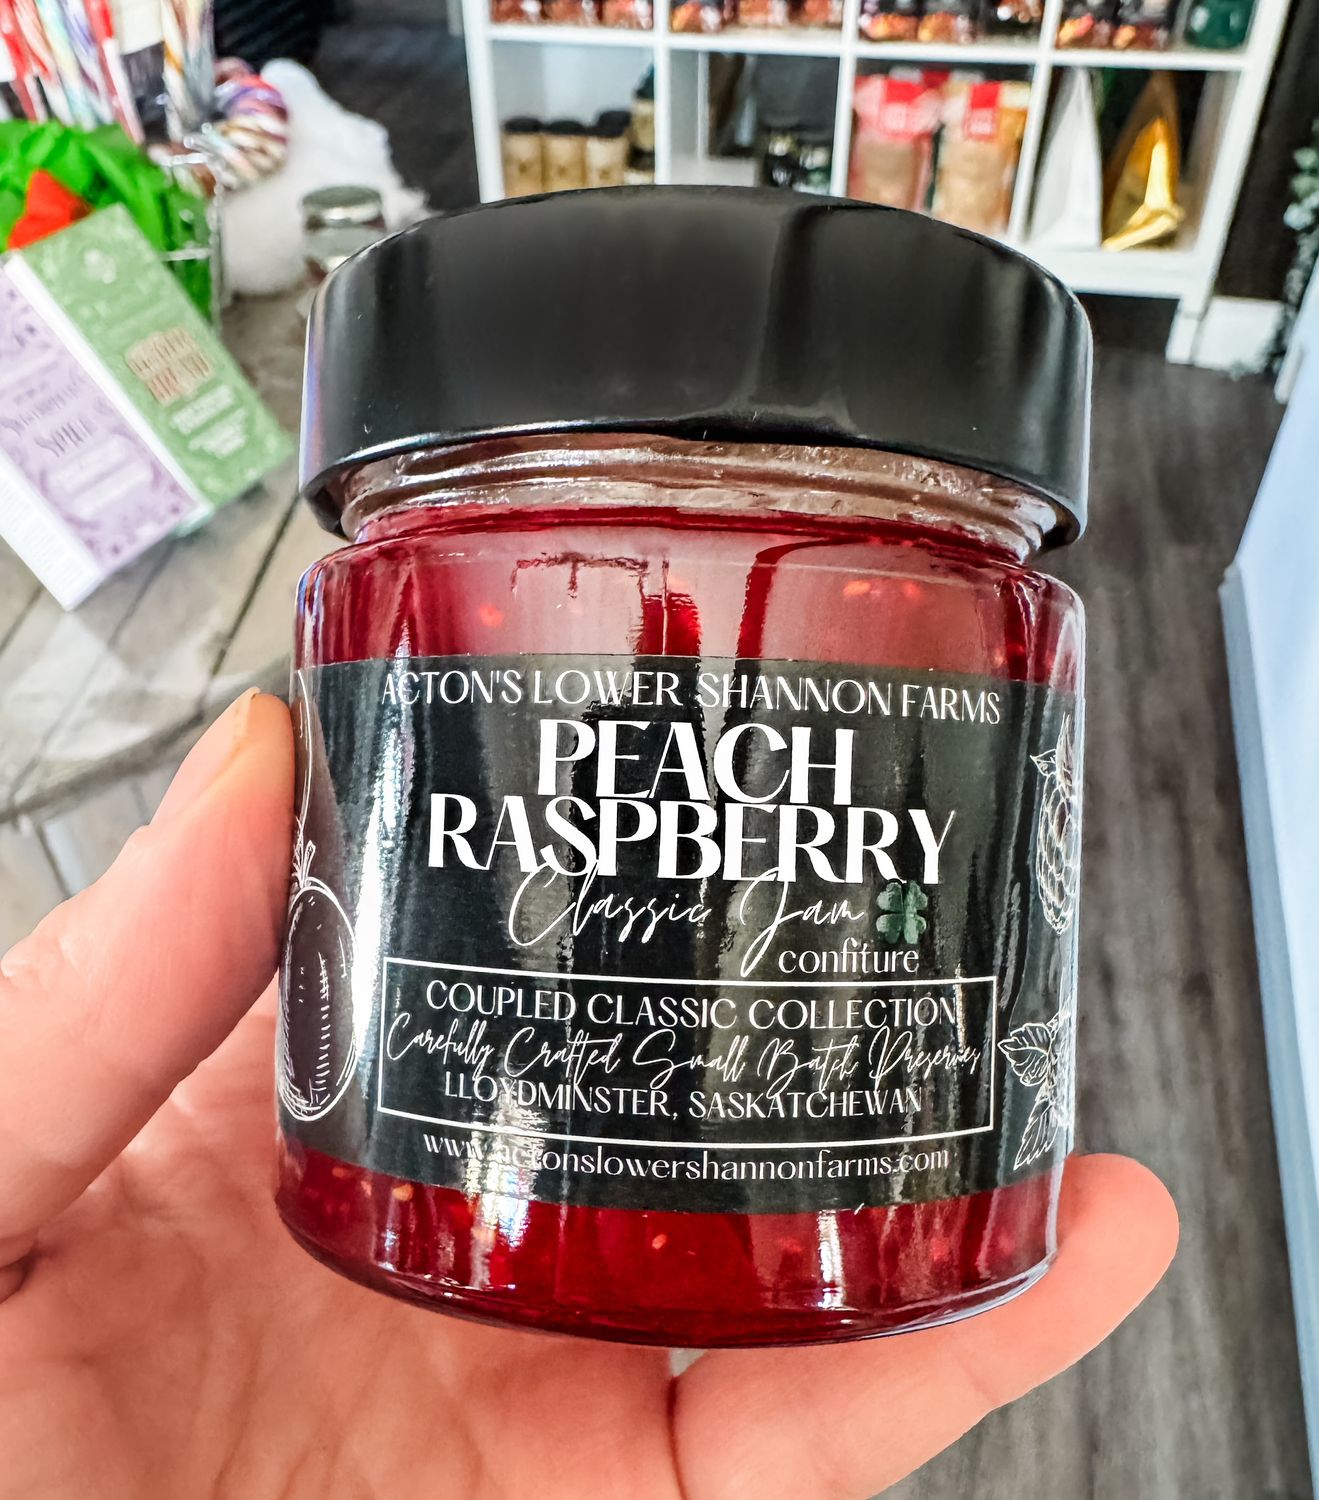 ACTON'S LOWER SHANNON FARMS
PEACH
RASPBERRY
Classic Jam
confiture
COUPLED CLASSIC COLLECTION
Carefully Crafted Small Batch Preserves
LLOYDMINSTER, SASKATCHEWAN
www.actonslowershannonfarms.com